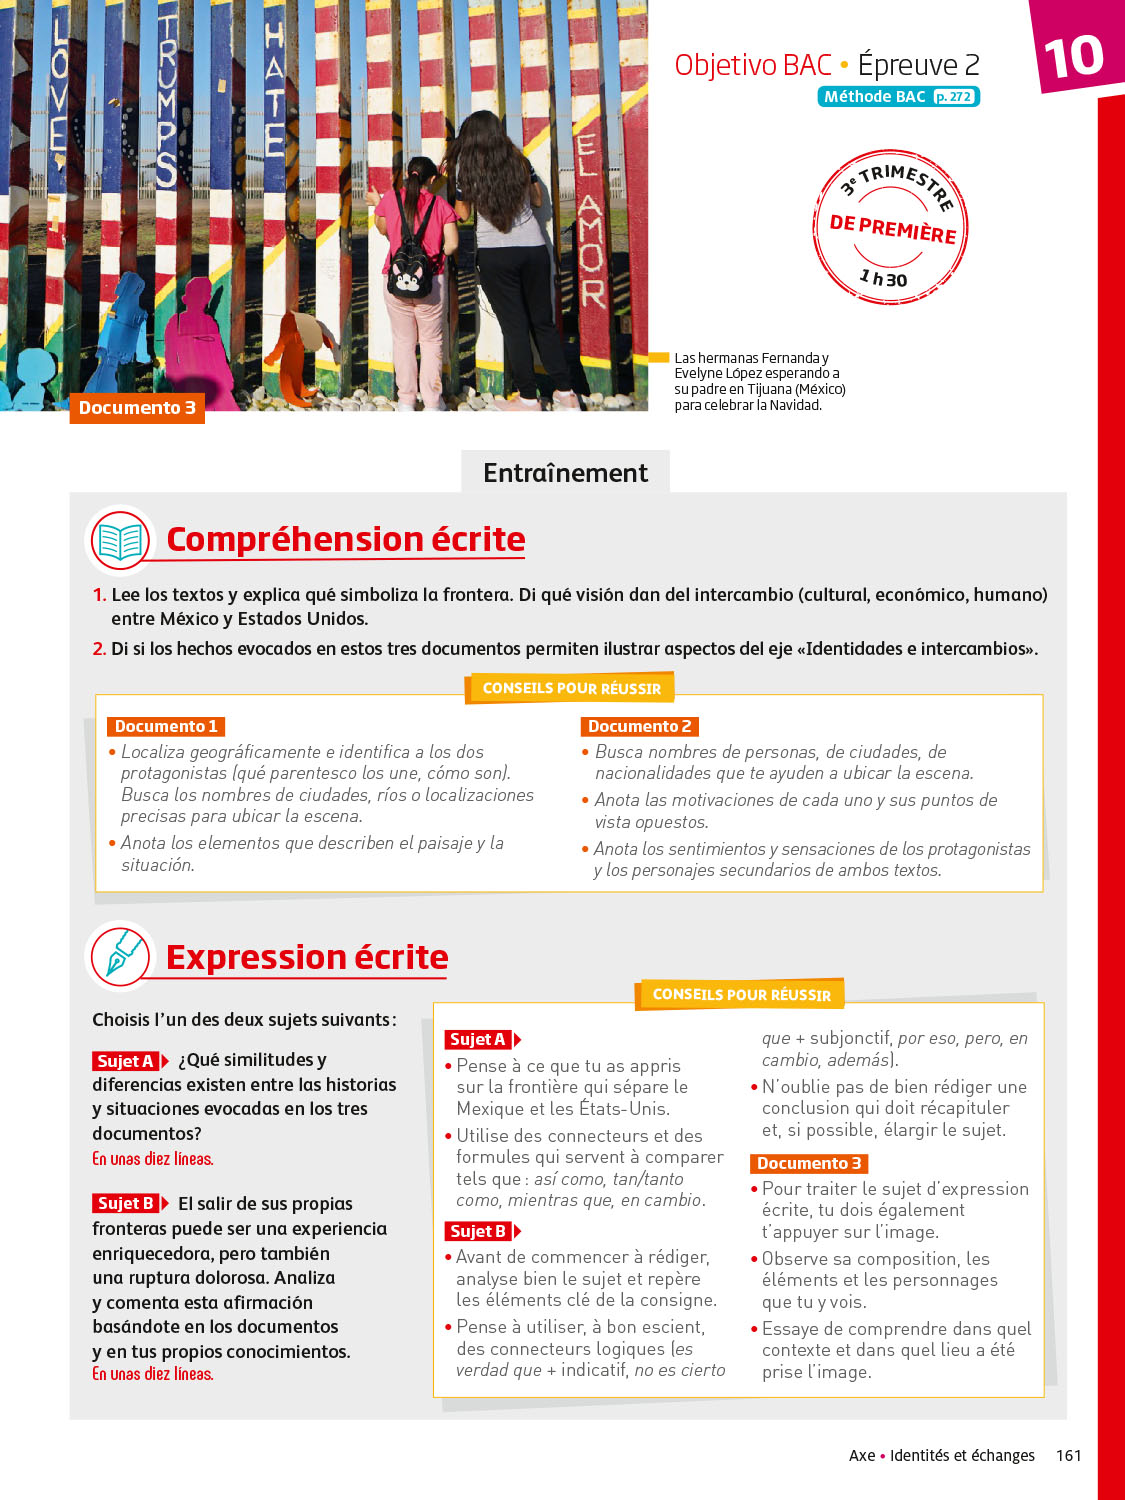 LOVE
TRUMPS
HATE
EL AMOR
Objetivo BAC • Épreuve 2
Méthode BAC p. 272
10
3e TRIMESTRE
DE PREMIÈRE
1 h 30
Las hermanas Fernanda y
Evelyne López esperando a
su padre en Tijuana (México)
para celebrar la Navidad.
Documento 3
Entraînement
Compréhension écrite
1. Lee los textos y explica qué simboliza la frontera. Di qué visión dan del intercambio (cultural, económico, humano)
entre México y Estados Unidos.
2. Di si los hechos evocados en estos tres documentos permiten ilustrar aspectos del eje «Identidades e intercambios».
CONSEILS POUR RÉUSSIR
Documento 1
• Localiza geográficamente e identifica a los dos
protagonistas (qué parentesco los une, cómo son).
Busca los nombres de ciudades, ríos o localizaciones
precisas para ubicar la escena.
• Anota los elementos que describen el paisaje y la
situación.
Documento 2
• Busca nombres de personas, de ciudades, de
nacionalidades que te ayuden a ubicar la escena.
• Anota las motivaciones de cada uno y sus puntos de
vista opuestos.
• Anota los sentimientos y sensaciones de los protagonistas
y los personajes secundarios de ambos textos.
Expression écrite
Choisis l'un des deux sujets suivants :
Sujet A ¿Qué similitudes y
diferencias existen entre las historias
y situaciones evocadas en los tres
documentos?
En unas diez líneas.
Sujet B El salir de sus propias
fronteras puede ser una experiencia
enriquecedora, pero también
una ruptura dolorosa. Analiza
y comenta esta afirmación
basándote en los documentos
y en tus propios conocimientos.
En unas diez líneas.
CONSEILS POUR RÉUSSIR
Sujet A
• Pense à ce que tu as appris
sur la frontière qui sépare le
Mexique et les États-Unis.
• Utilise des connecteurs et des
formules qui servent à comparer
tels que : así como, tan/tanto
como, mientras que, en cambio.
Sujet B
• Avant de commencer à rédiger,
analyse bien le sujet et repère
les éléments clé de la consigne.
• Pense à utiliser, à bon escient,
des connecteurs logiques (es
verdad que + indicatif, no es cierto
que + subjonctif, por eso, pero, en
cambio, además).
• N'oublie pas de bien rédiger une
conclusion qui doit récapituler
et, si possible, élargir le sujet.
Documento 3
• Pour traiter le sujet d'expression
écrite, tu dois également
t'appuyer sur l'image.
• Observe sa composition, les
éléments et les personnages
que tu y vois.
• Essaye de comprendre dans quel
contexte et dans quel lieu a été
prise l'image.
Axe • Identités et échanges 161